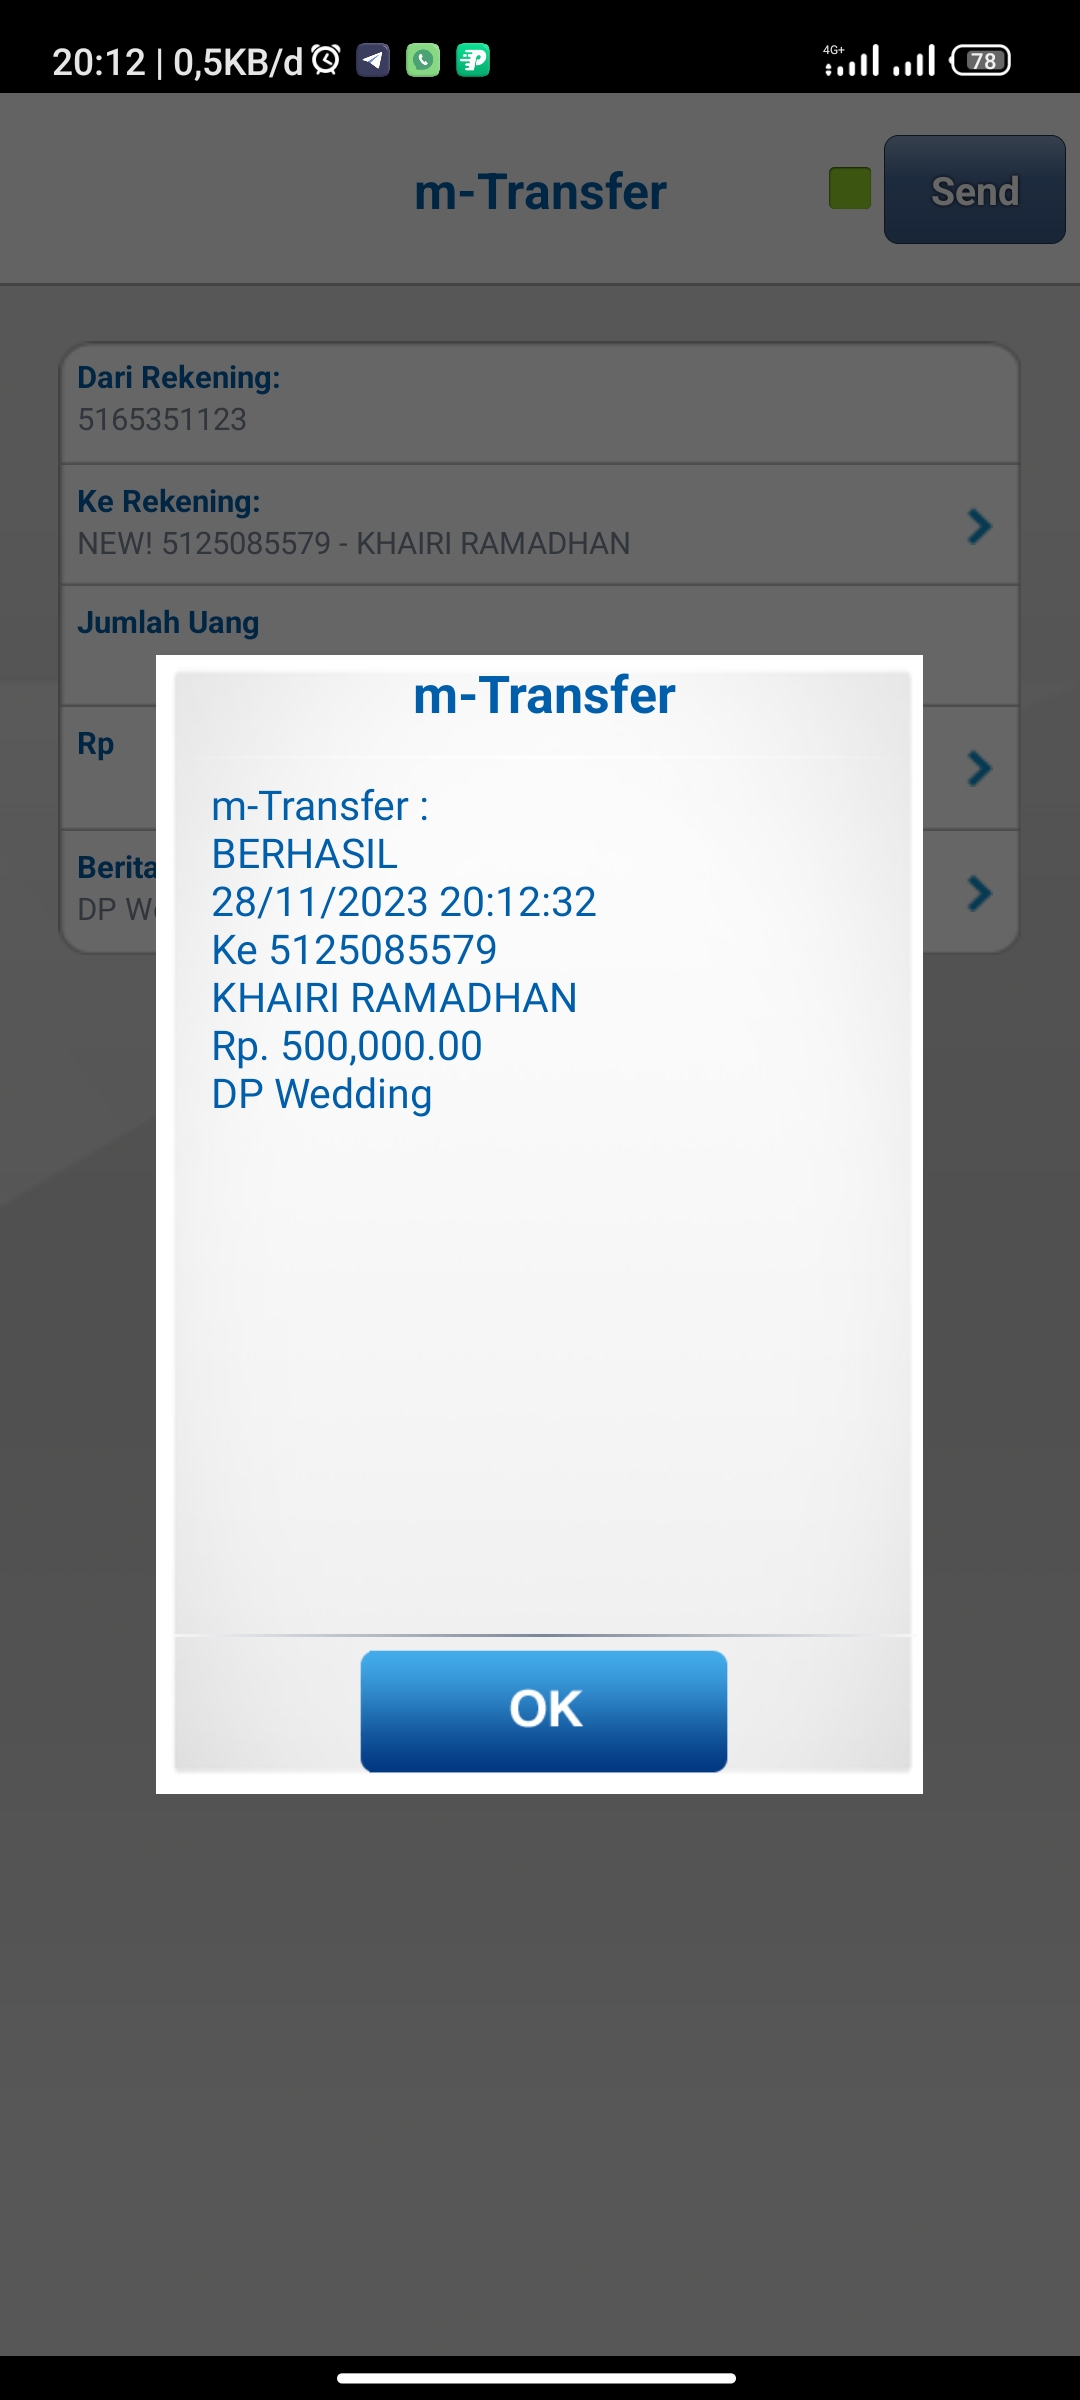 20:12 | 0,5KB/d
4G+
78
m-Transfer
Send
Dari Rekening:
5165351123
Ke Rekening:
NEW! 5125085579 - KHAIRI RAMADHAN
Jumlah Uang
Rp
Berita
DP
m-Transfer
m-Transfer :
BERHASIL
28/11/2023 20:12:32
Ke 5125085579
KHAIRI RAMADHAN
Rp. 500,000.00
DP Wedding
OK